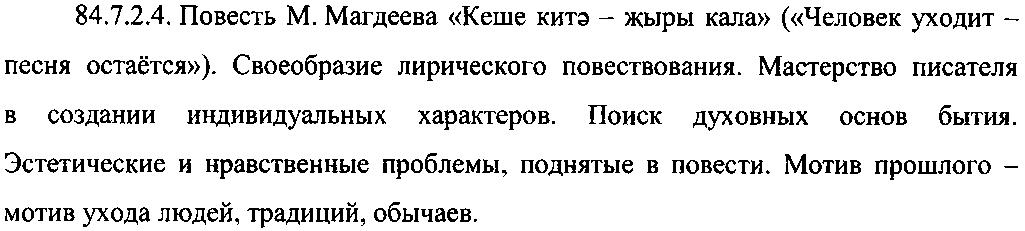 84.7.2.4. Повесть М. Магдеева «Кеше китә – җыры кала» («Человек уходит –
песня остаётся»). Своеобразие лирического повествования. Мастерство писателя
в создании индивидуальных характеров. Поиск духовных основ бытия.
Эстетические и нравственные проблемы, поднятые в повести. Мотив прошлого –
мотив ухода людей, традиций, обычаев.